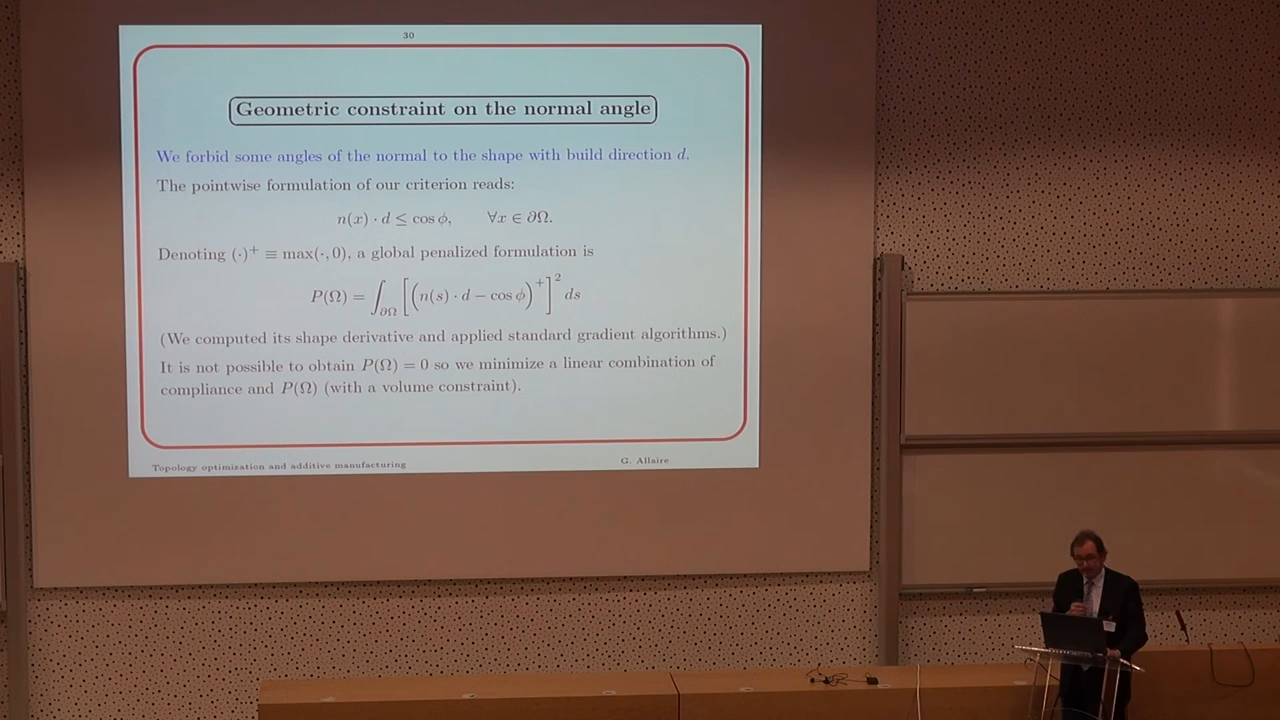 30
Geometric constraint on the normal angle
We forbid some angles of the normal to the shape with build direction d.
The pointwise formulation of our criterion reads:
n(x) · d ≤ cos ϕ, ∀x ∈ ∂Ω.
Denoting (·)⁺ ≡ max(·, 0), a global penalized formulation is
P(Ω) = ∫_{∂Ω} [(n(s) · d − cos ϕ)⁺]² ds
(We computed its shape derivative and applied standard gradient algorithms.)
It is not possible to obtain P(Ω) = 0 so we minimize a linear combination of
compliance and P(Ω) (with a volume constraint).
Topology optimization and additive manufacturing G. Allaire